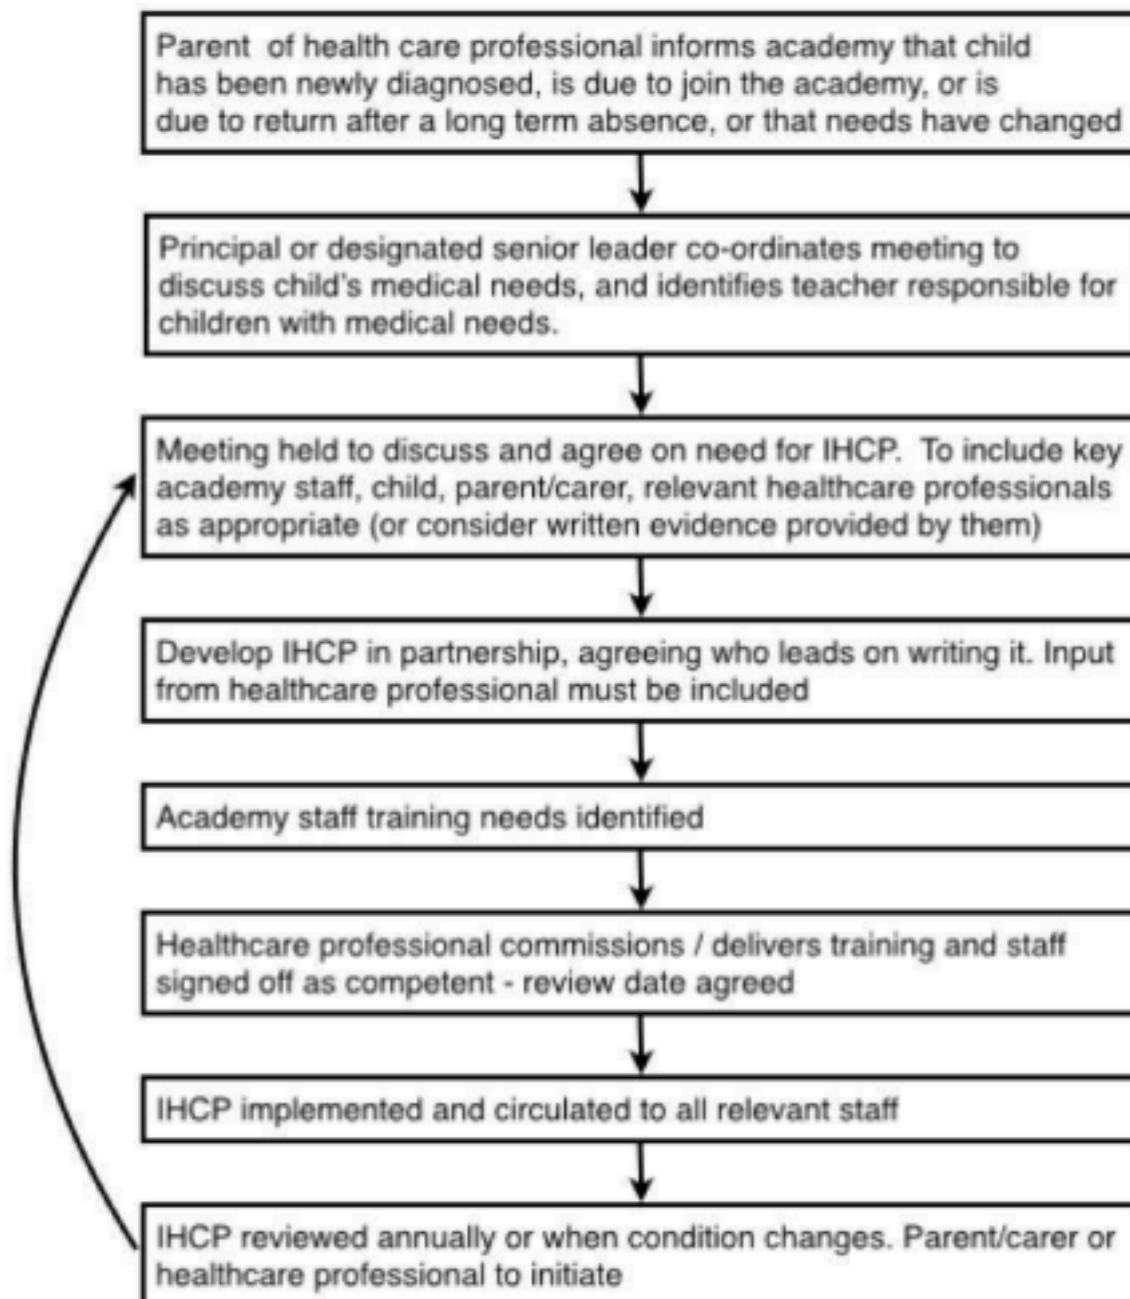 Parent of health care professional informs academy that child
has been newly diagnosed, is due to join the academy, or is
due to return after a long term absence, or that needs have changed
Principal or designated senior leader co-ordinates meeting to
discuss child's medical needs, and identifies teacher responsible for
children with medical needs.
Meeting held to discuss and agree on need for IHCP. To include key
academy staff, child, parent/carer, relevant healthcare professionals
as appropriate (or consider written evidence provided by them)
Develop IHCP in partnership, agreeing who leads on writing it. Input
from healthcare professional must be included
Academy staff training needs identified
Healthcare professional commissions / delivers training and staff
signed off as competent - review date agreed
IHCP implemented and circulated to all relevant staff
IHCP reviewed annually or when condition changes. Parent/carer or
healthcare professional to initiate